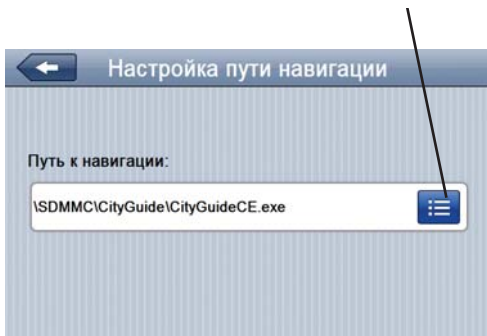 Настройка пути навигации
Путь к навигации:
\SDMMC\CityGuide\CityGuideCE.exe